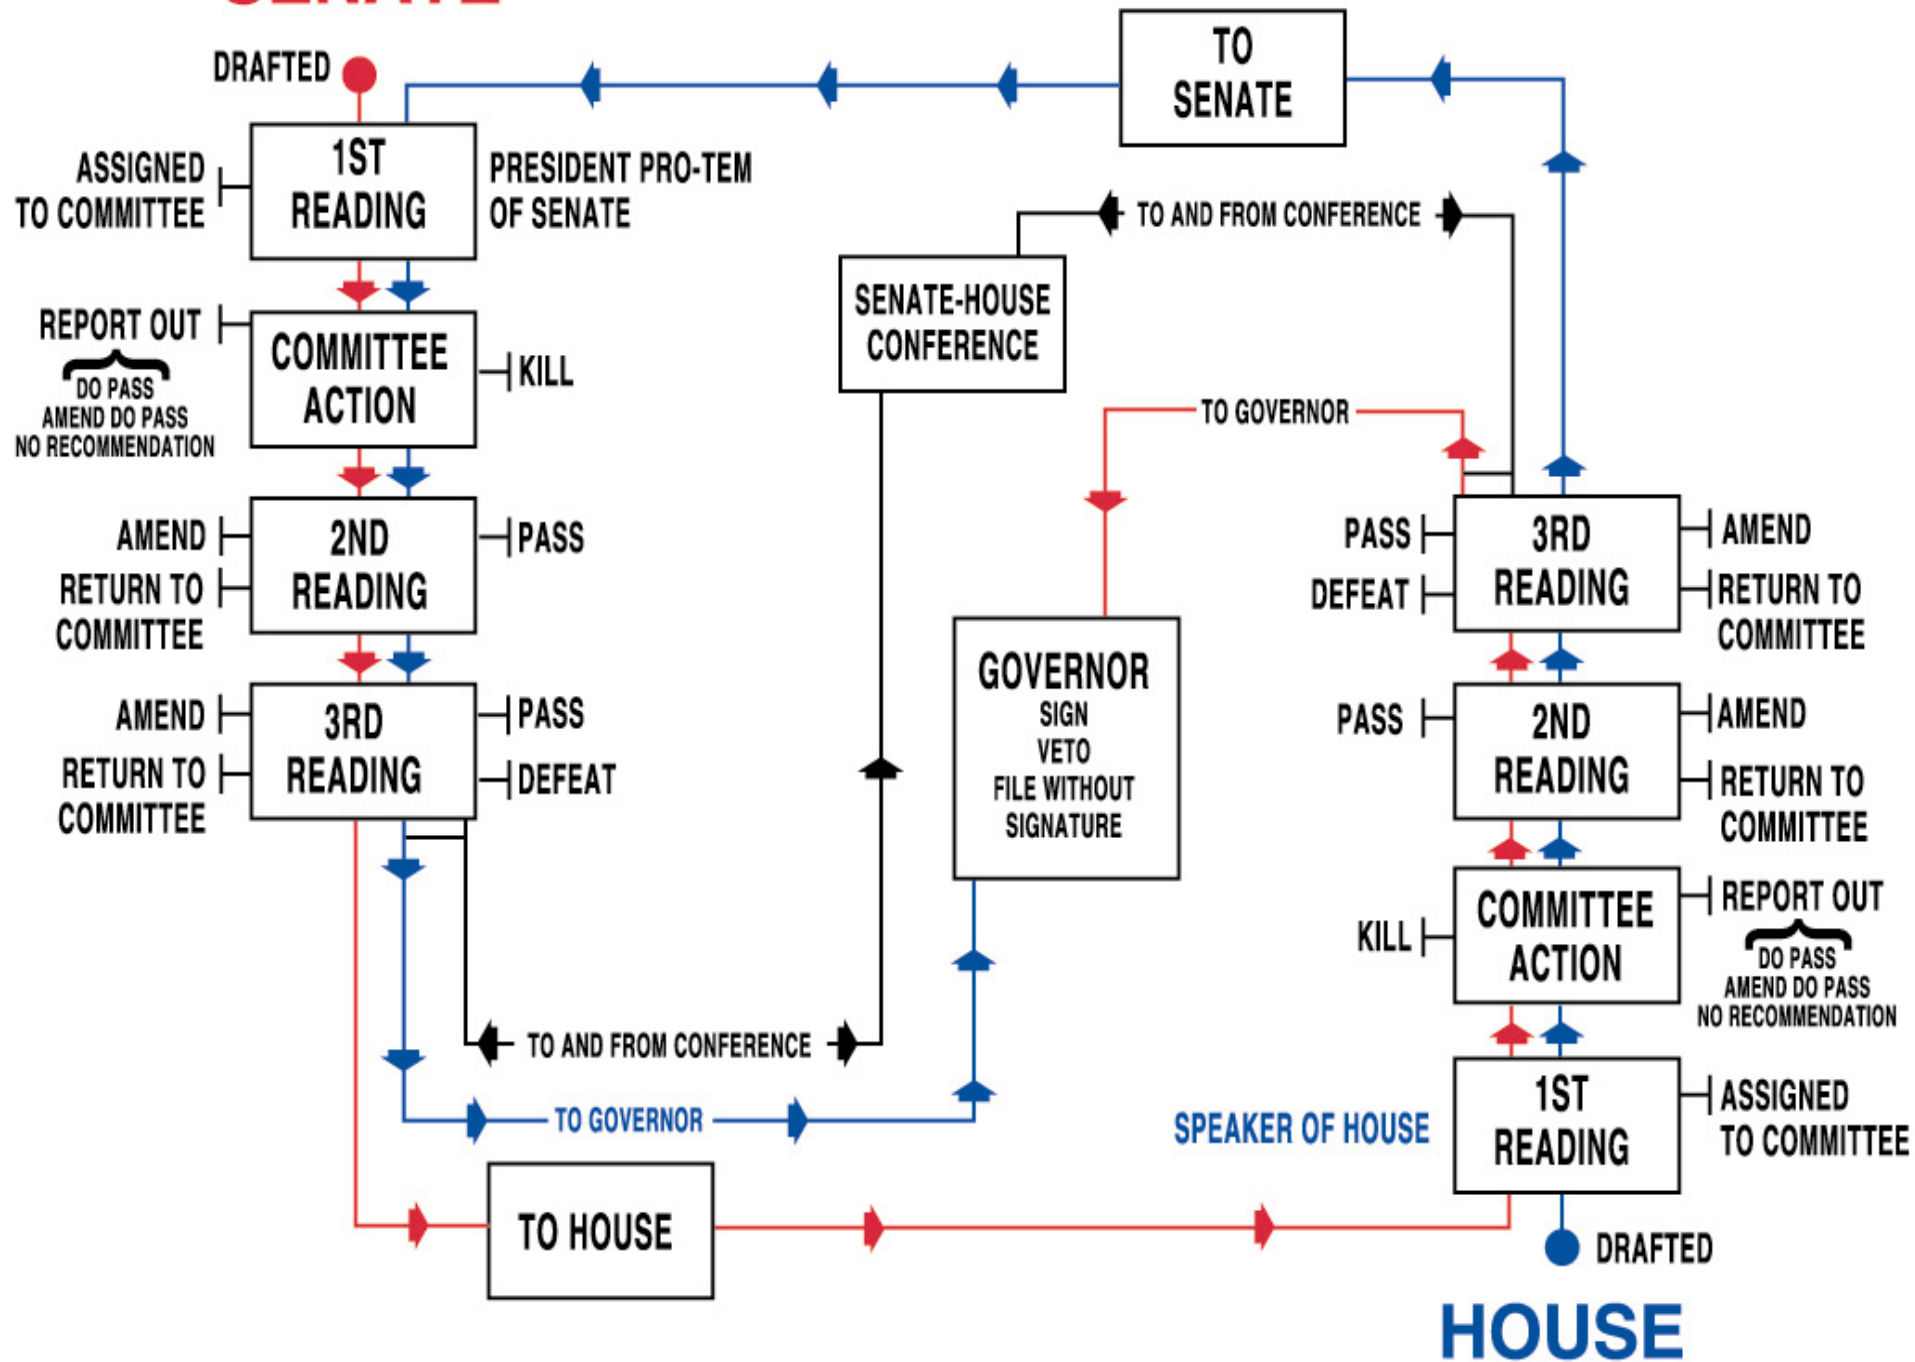 SENATE
DRAFTED
1ST
READING
ASSIGNED
TO COMMITTEE
PRESIDENT PRO-TEM
OF SENATE
REPORT OUT
DO PASS
AMEND DO PASS
NO RECOMMENDATION
COMMITTEE
ACTION
KILL
AMEND
RETURN TO
COMMITTEE
2ND
READING
PASS
AMEND
RETURN TO
COMMITTEE
3RD
READING
PASS
DEFEAT
TO
SENATE
TO AND FROM CONFERENCE
SENATE-HOUSE
CONFERENCE
TO GOVERNOR
GOVERNOR
SIGN
VETO
FILE WITHOUT
SIGNATURE
TO AND FROM CONFERENCE
TO GOVERNOR
TO HOUSE
PASS
DEFEAT
3RD
READING
AMEND
RETURN TO
COMMITTEE
PASS
2ND
READING
AMEND
RETURN TO
COMMITTEE
KILL
COMMITTEE
ACTION
REPORT OUT
DO PASS
AMEND DO PASS
NO RECOMMENDATION
SPEAKER OF HOUSE
1ST
READING
ASSIGNED
TO COMMITTEE
DRAFTED
HOUSE